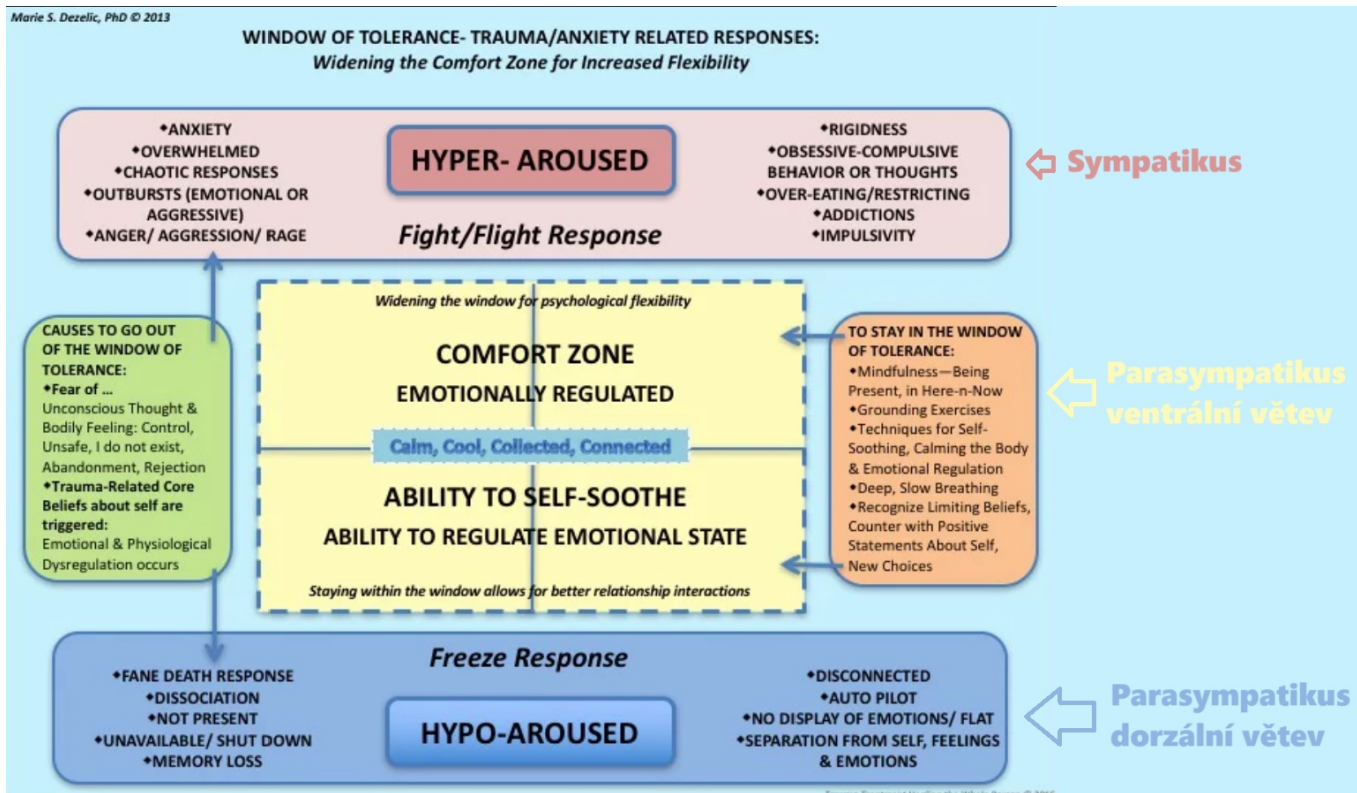 Marie S. Dezelic, PhD © 2013
WINDOW OF TOLERANCE- TRAUMA/ANXIETY RELATED RESPONSES:
Widening the Comfort Zone for Increased Flexibility
◆ANXIETY
◆OVERWHELMED
◆CHAOTIC RESPONSES
◆OUTBURSTS (EMOTIONAL OR
AGGRESSIVE)
◆ANGER/ AGGRESSION/ RAGE
HYPER- AROUSED
Fight/Flight Response
◆RIGIDNESS
◆OBSESSIVE-COMPULSIVE
BEHAVIOR OR THOUGHTS
◆OVER-EATING/RESTRICTING
◆ADDICTIONS
◆IMPULSIVITY
Sympatikus
CAUSES TO GO OUT
OF THE WINDOW OF
TOLERANCE:
◆Fear of ...
Unconscious Thought &
Bodily Feeling: Control,
Unsafe, I do not exist,
Abandonment, Rejection
◆Trauma-Related Core
Beliefs about self are
triggered:
Emotional & Physiological
Dysregulation occurs
Widening the window for psychological flexibility
COMFORT ZONE
EMOTIONALLY REGULATED
Calm, Cool, Collected, Connected
ABILITY TO SELF-SOOTHE
ABILITY TO REGULATE EMOTIONAL STATE
Staying within the window allows for better relationship interactions
TO STAY IN THE WINDOW
OF TOLERANCE:
◆Mindfulness—Being
Present, in Here-n-Now
◆Grounding Exercises
◆Techniques for Self-
Soothing, Calming the Body
& Emotional Regulation
◆Deep, Slow Breathing
◆Recognize Limiting Beliefs,
Counter with Positive
Statements About Self,
New Choices
Parasympatikus
ventrální větev
Freeze Response
HYPO-AROUSED
◆FANE DEATH RESPONSE
◆DISSOCIATION
◆NOT PRESENT
◆UNAVAILABLE/ SHUT DOWN
◆MEMORY LOSS
◆DISCONNECTED
◆AUTO PILOT
◆NO DISPLAY OF EMOTIONS/ FLAT
◆SEPARATION FROM SELF, FEELINGS
& EMOTIONS
Parasympatikus
dorzální větev